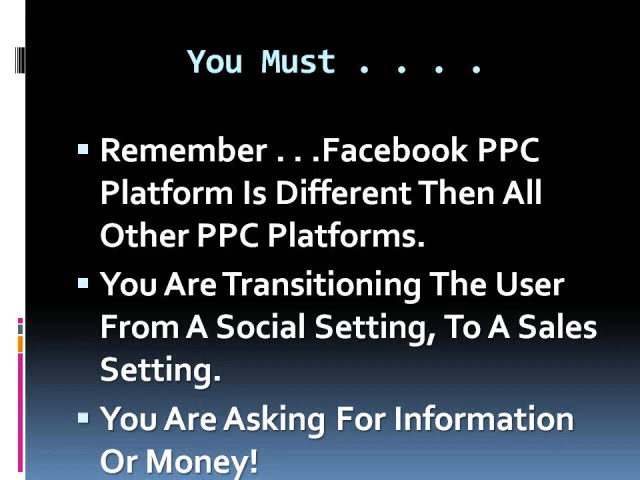 You Must . . . .
Remember . . .Facebook PPC
Platform Is Different Then All
Other PPC Platforms.
You Are Transitioning The User
From A Social Setting, To A Sales
Setting.
You Are Asking For Information
Or Money!